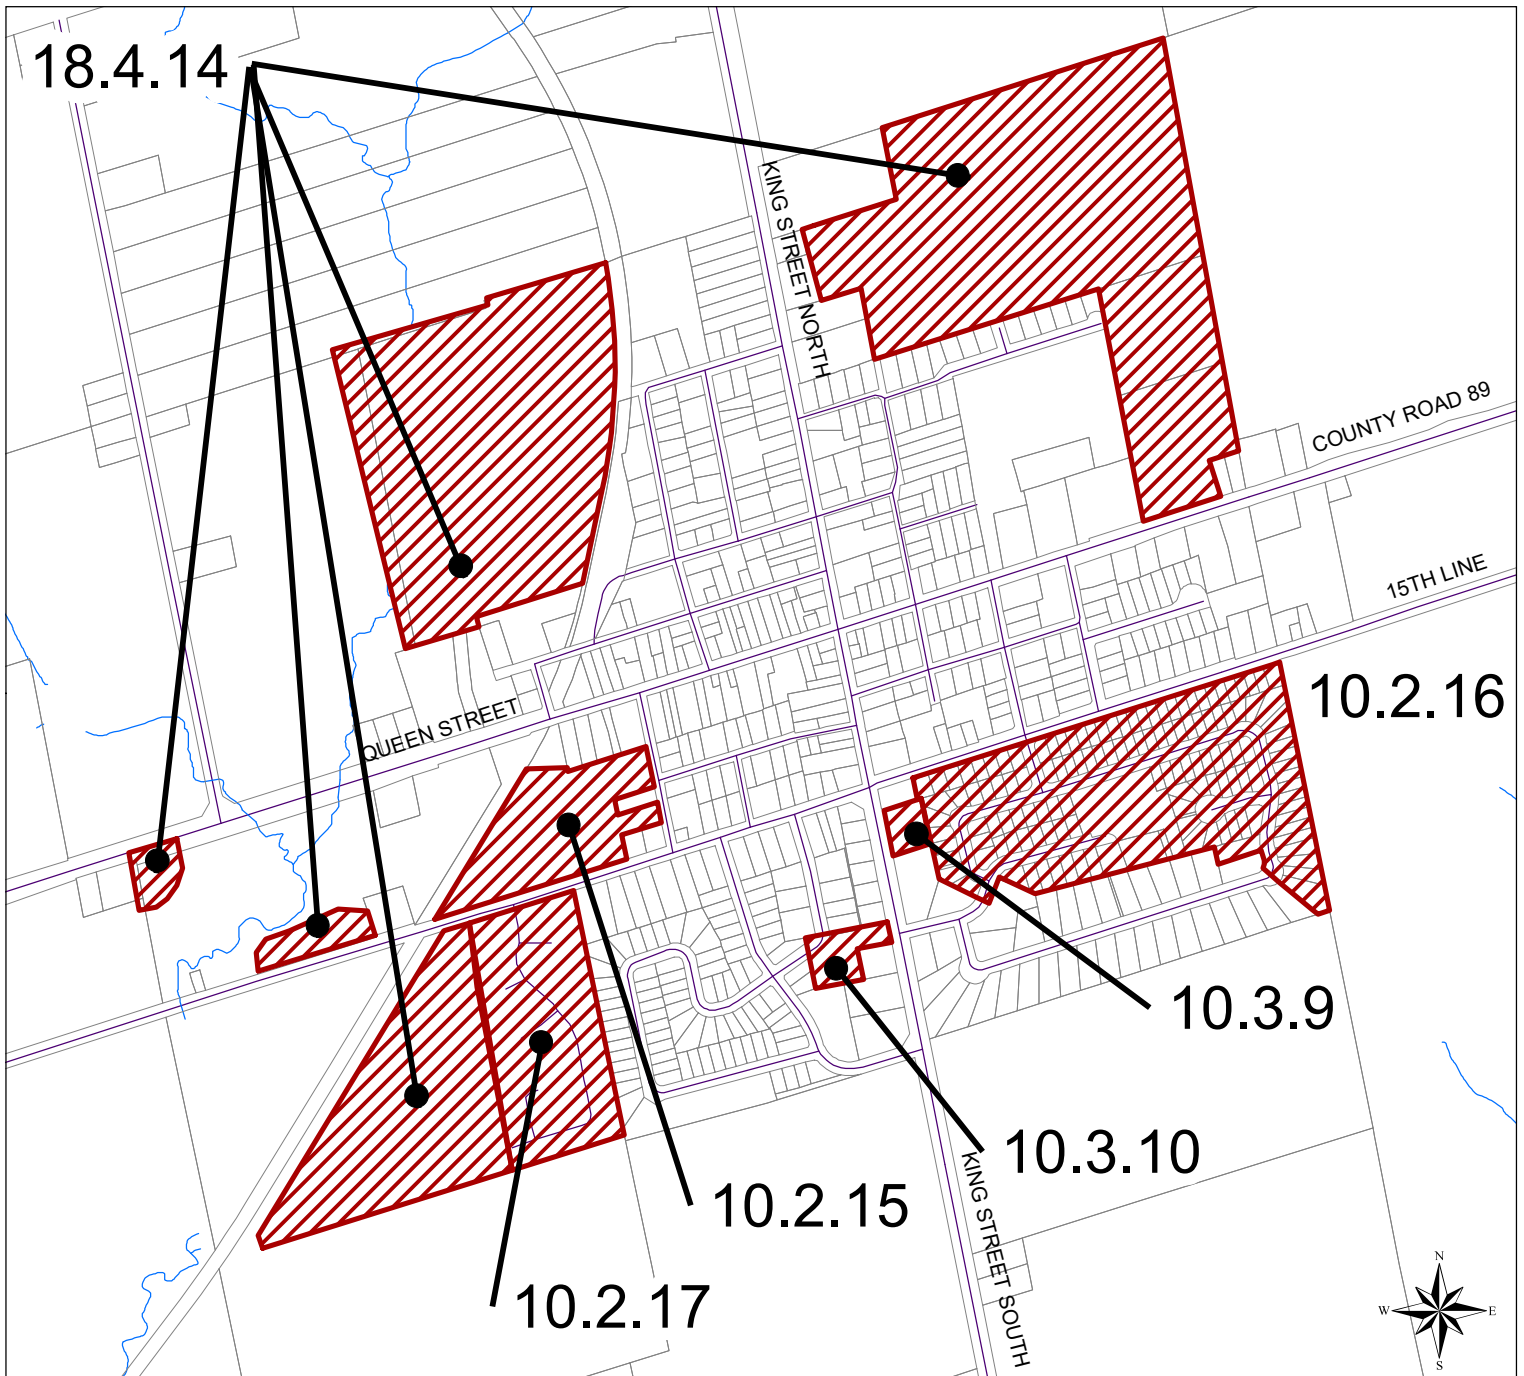 18.4.14
KING STREET NORTH
COUNTY ROAD 89
15TH LINE
10.2.16
QUEEN STREET
10.3.9
10.3.10
10.2.15
KING STREET SOUTH
10.2.17
N
W E
S